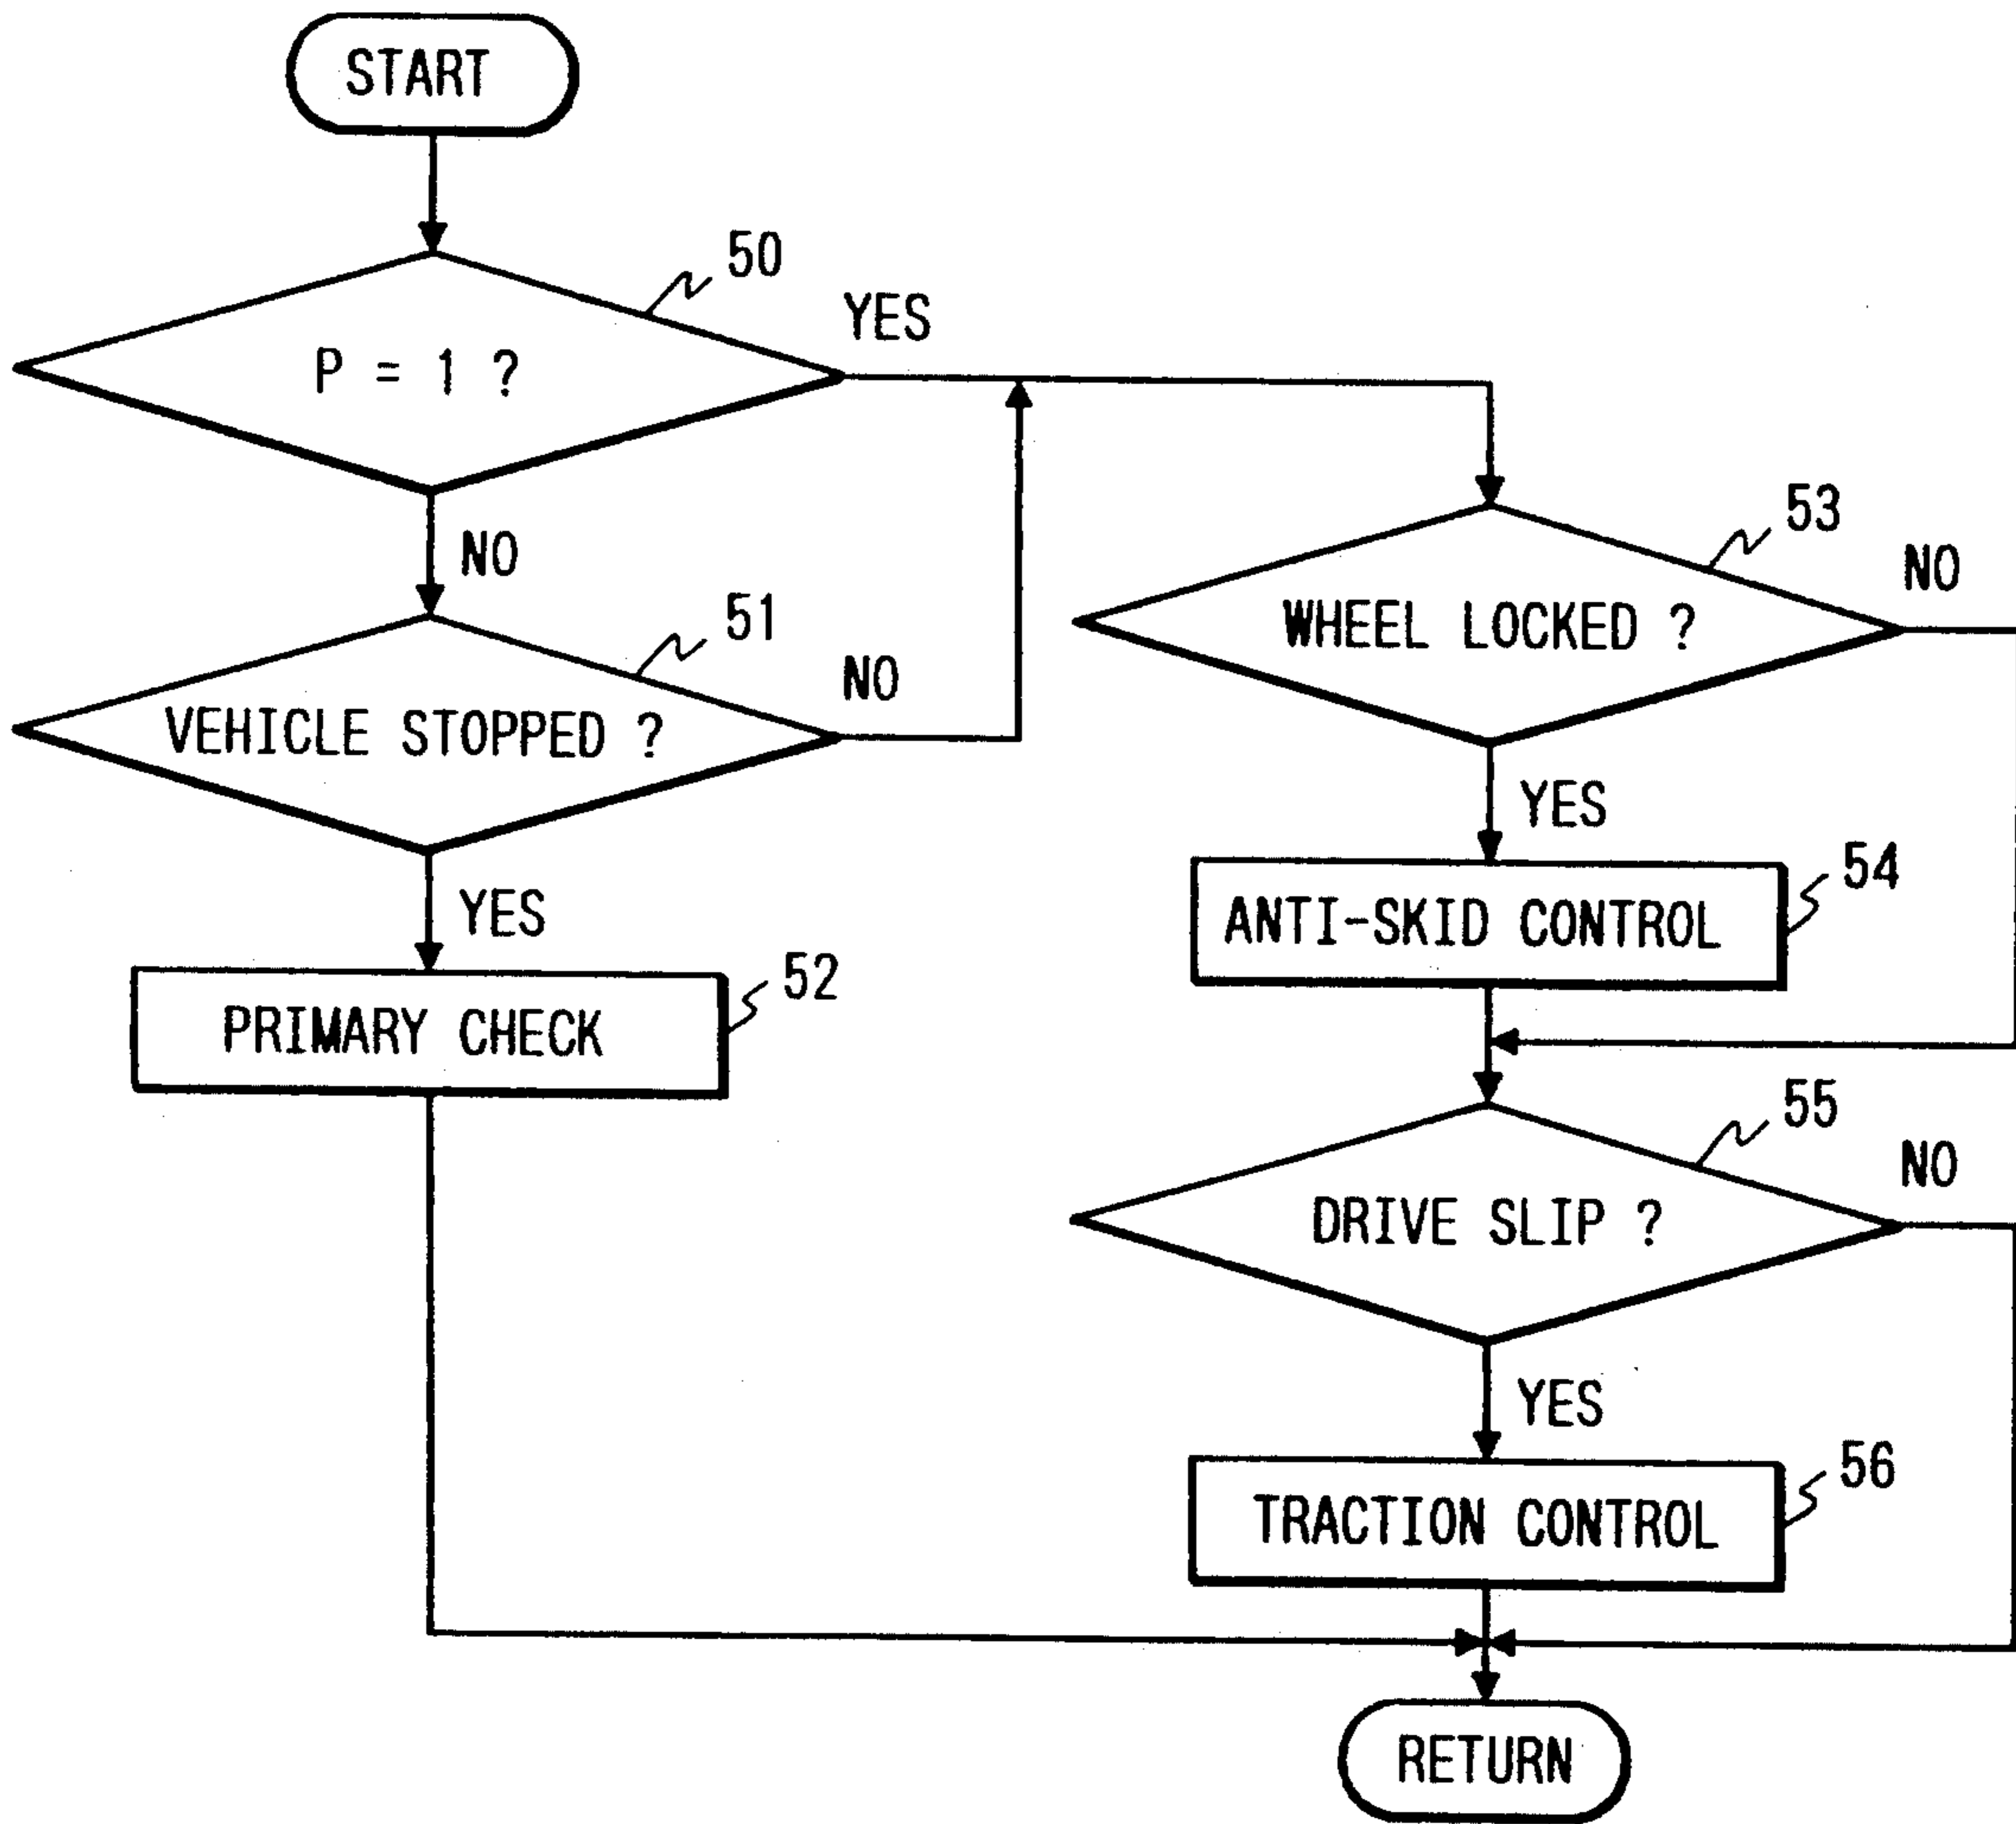 START
50
P = 1 ?
YES
NO
51
VEHICLE STOPPED ?
NO
YES
52
PRIMARY CHECK
53
WHEEL LOCKED ?
NO
YES
54
ANTI-SKID CONTROL
55
DRIVE SLIP ?
NO
YES
56
TRACTION CONTROL
RETURN